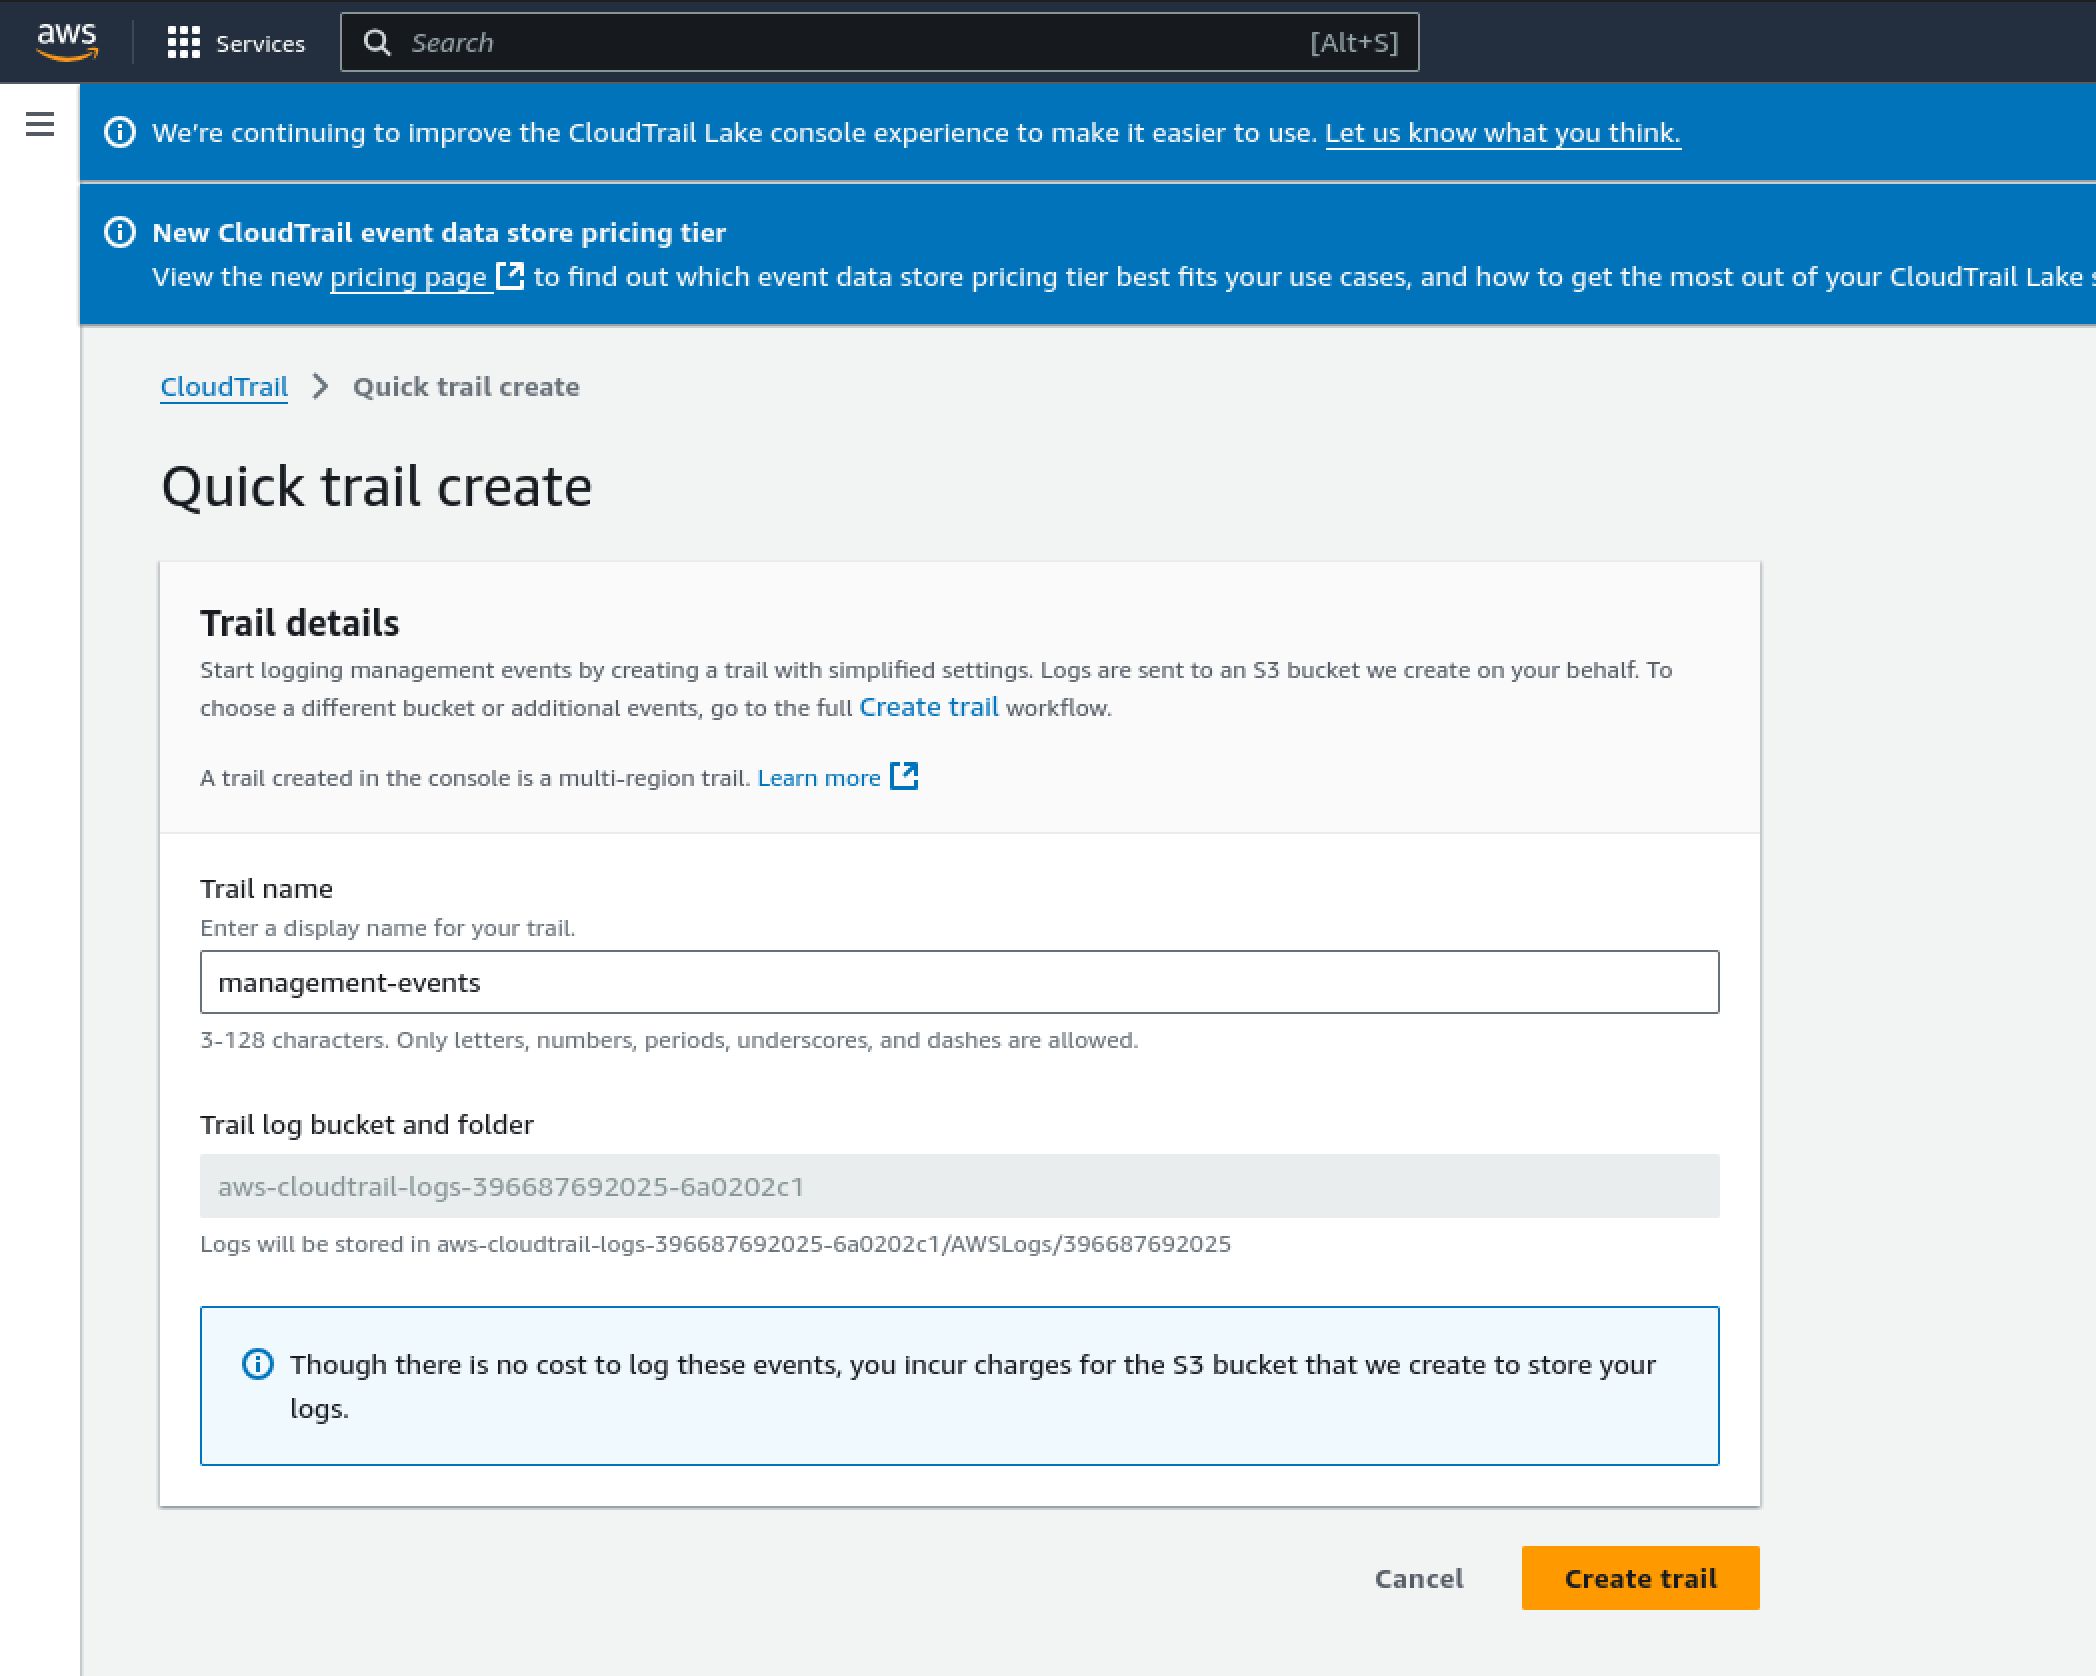 aws
Services
Search
[Alt+S]
We’re continuing to improve the CloudTrail Lake console experience to make it easier to use. Let us know what you think.
New CloudTrail event data store pricing tier
View the new pricing page to find out which event data store pricing tier best fits your use cases, and how to get the most out of your CloudTrail Lake
CloudTrail
Quick trail create
Quick trail create
Trail details
Start logging management events by creating a trail with simplified settings. Logs are sent to an S3 bucket we create on your behalf. To
choose a different bucket or additional events, go to the full Create trail workflow.
A trail created in the console is a multi-region trail. Learn more
Trail name
Enter a display name for your trail.
management-events
3-128 characters. Only letters, numbers, periods, underscores, and dashes are allowed.
Trail log bucket and folder
aws-cloudtrail-logs-396687692025-6a0202c1
Logs will be stored in aws-cloudtrail-logs-396687692025-6a0202c1/AWSLogs/396687692025
Though there is no cost to log these events, you incur charges for the S3 bucket that we create to store your
logs.
Cancel
Create trail